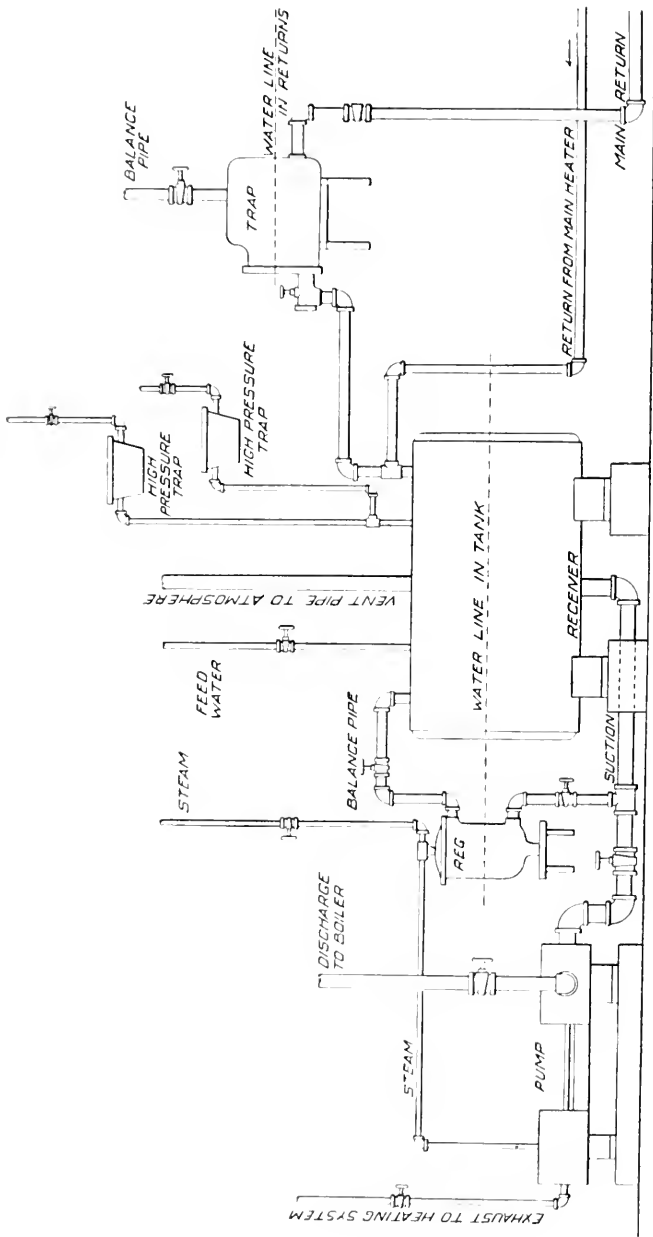 EXHAUST TO HEATING SYSTEM
STEAM
DISCHARGE
TO BOILER
PUMP
STEAM
REG
BALANCE PIPE
SUCTION
FEED
WATER
VENT PIPE TO ATMOSPHERE
WATER LINE IN TANK
RECEIVER
HIGH
PRESSURE
TRAP
HIGH PRESSURE
TRAP
BALANCE
PIPE
TRAP
WATER LINE
IN RETURNS
RETURN FROM MAIN HEATER
MAIN RETURN